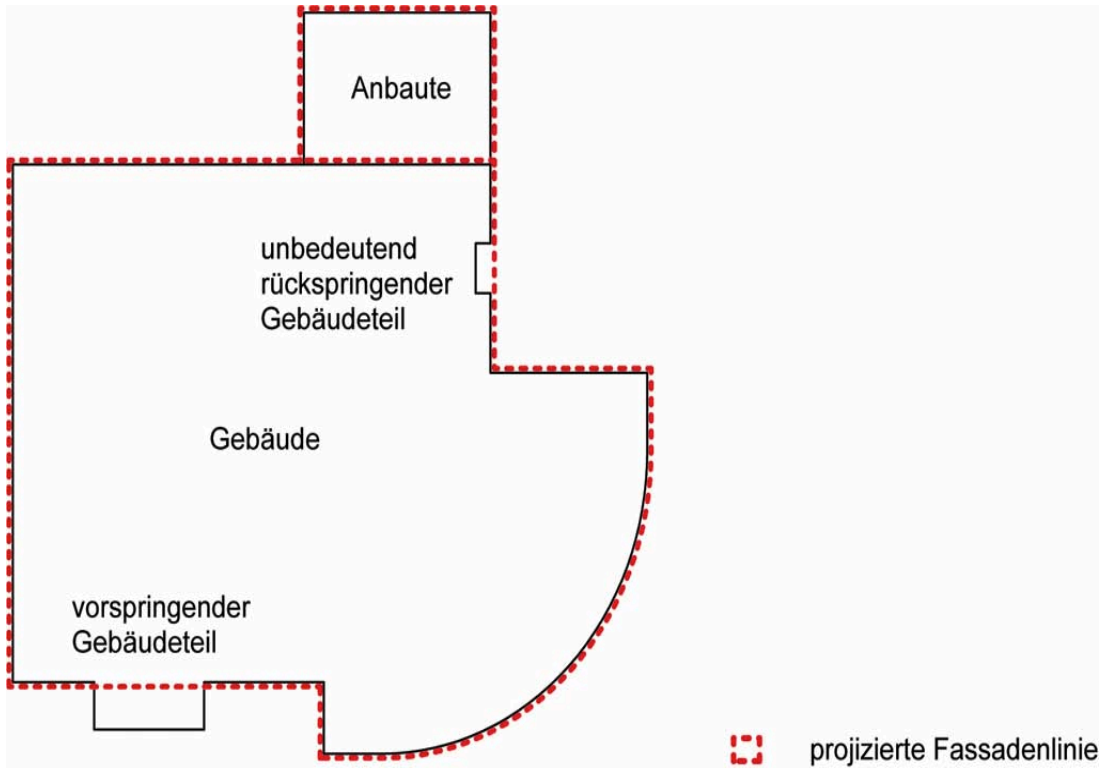 Anbaute
unbedeutend
rückspringender
Gebäudeteil
Gebäude
vorspringender
Gebäudeteil
projizierte Fassadenlinie